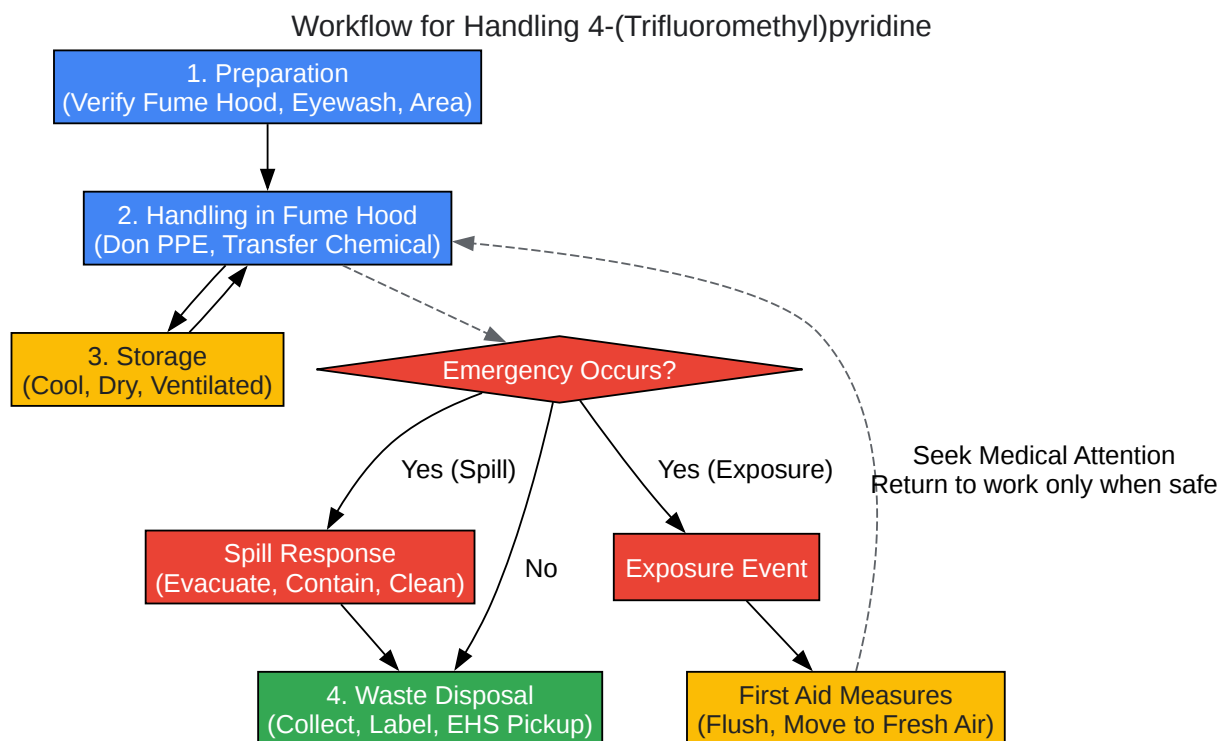 Workflow for Handling 4-(Trifluoromethyl)pyridine
1. Preparation
(Verify Fume Hood, Eyewash, Area)
2. Handling in Fume Hood
(Don PPE, Transfer Chemical)
3. Storage
(Cool, Dry, Ventilated)
Emergency Occurs?
Yes (Spill)
Yes (Exposure)
Seek Medical Attention
Return to work only when safe
Spill Response
(Evacuate, Contain, Clean)
No
Exposure Event
4. Waste Disposal
(Collect, Label, EHS Pickup)
First Aid Measures
(Flush, Move to Fresh Air)